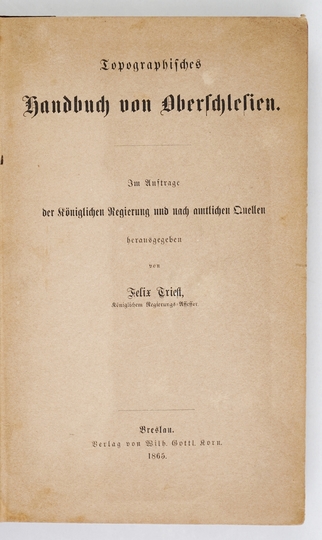 Topographisches
Handbuch von Oberschlesien.
Im Auftrage
der Königlichen Regierung und nach amtlichen Quellen
herausgegeben
von
Felix Triest,
Königlichem Regierungs-Assessor
Breslau.
Verlag von Wilh. Gottl. Korn.
1865.